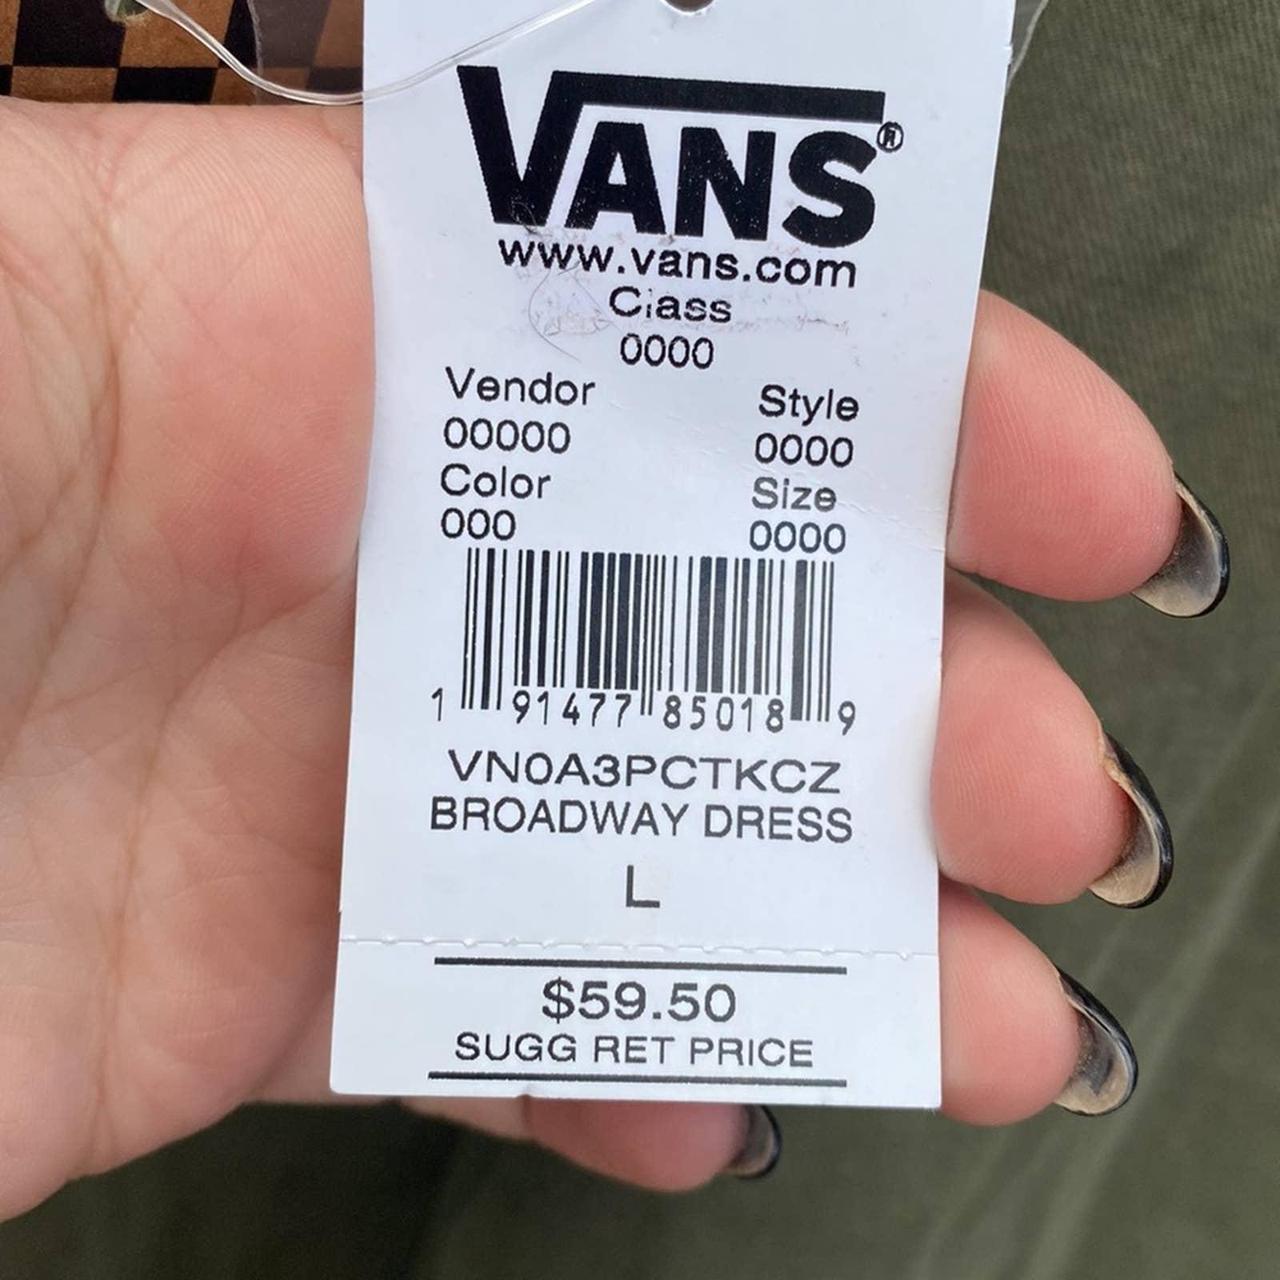 VANS®
www.vans.com
Class
0000
Vendor Style
00000 0000
Color Size
000 0000
1 91477 85018 9
VN0A3PCTKCZ
BROADWAY DRESS
L
$59.50
SUGG RET PRICE